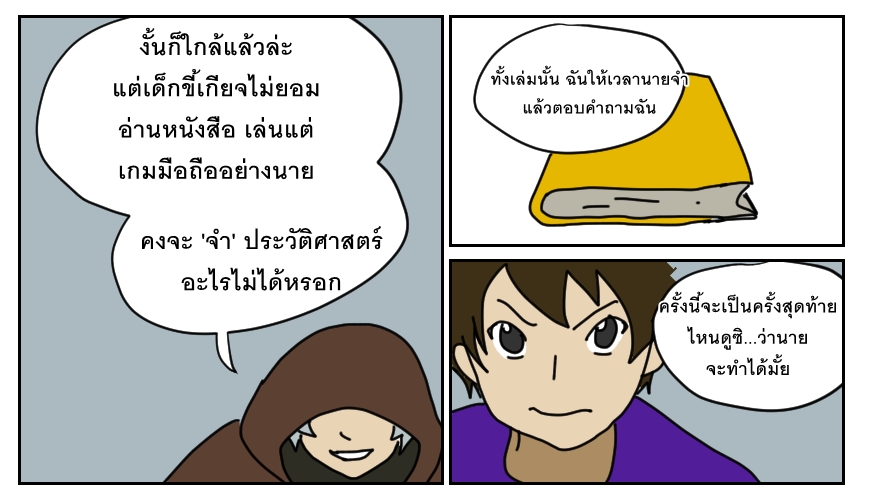 งั้นก็ใกล้แล้วล่ะ
แต่เด็กขี้เกียจไม่ยอม
อ่านหนังสือ เล่นแต่
เกมมือถืออย่างนาย
คงจะ 'จำ' ประวัติศาสตร์
อะไรไม่ได้หรอก
ทั้งเล่มนั้น ฉันให้เวลานายจำ
แล้วตอบคำถามฉัน
ครั้งนี้จะเป็นครั้งสุดท้าย
ไหนดูซิ...ว่านาย
จะทำได้มั้ย